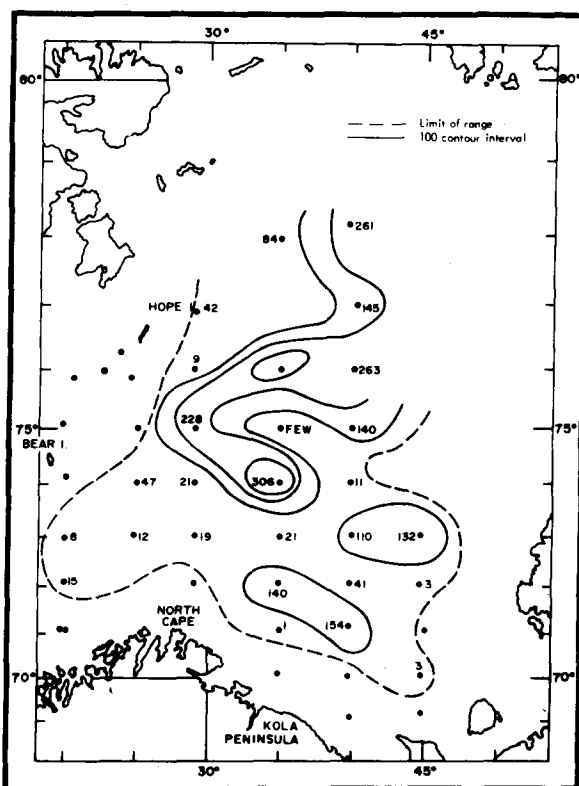 30° 45°
80° 80°
Limit of range
100 contour interval
84 261
HOPE 42 145
9 263
228 FEW 140
75° 75°
BEAR I.
47 21 306 11
6 12 19 21 110 132
15 140 41 3
NORTH CAPE
1 154
3
70° 70°
KOLA PENINSULA
30° 45°